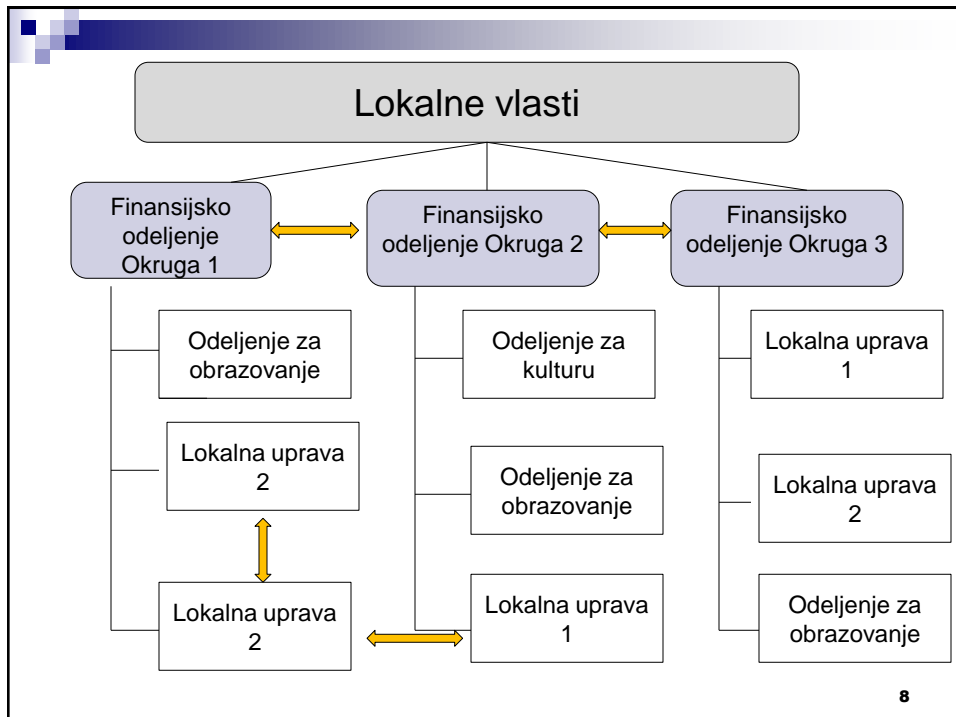 Lokalne vlasti
Finansijsko
odeljenje
Okruga 1
Finansijsko
odeljenje Okruga 2
Finansijsko
odeljenje Okruga 3
Odeljenje za
obrazovanje
Lokalna uprava
2
Lokalna uprava
2
Odeljenje za
kulturu
Odeljenje za
obrazovanje
Lokalna uprava
1
Lokalna uprava
1
Lokalna uprava
2
Odeljenje za
obrazovanje
8